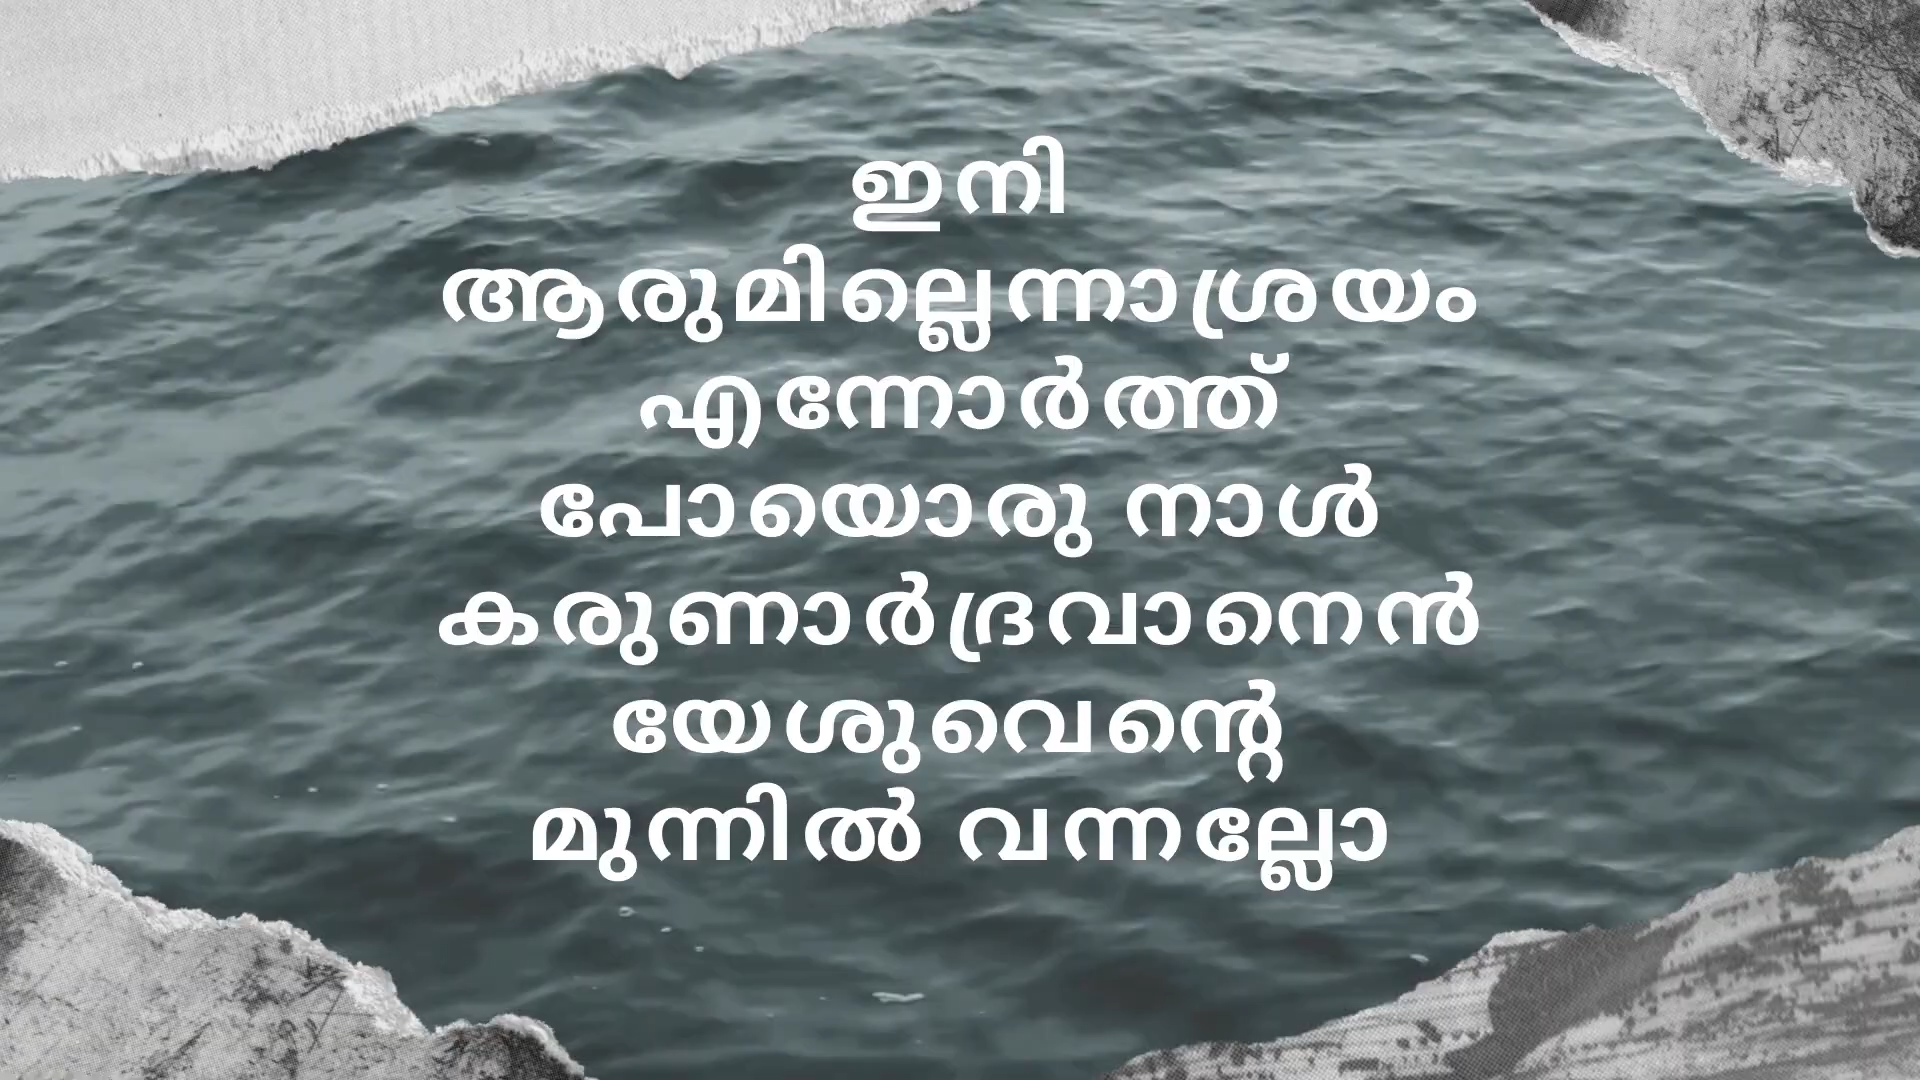 ഇനി
ആരുമില്ലെന്നാശ്രയം
എന്നോർത്ത്
പോയൊരു നാൾ
കരുണാർദ്രവാനെൻ
യേശുവെന്റെ
മുന്നിൽ വന്നല്ലോ